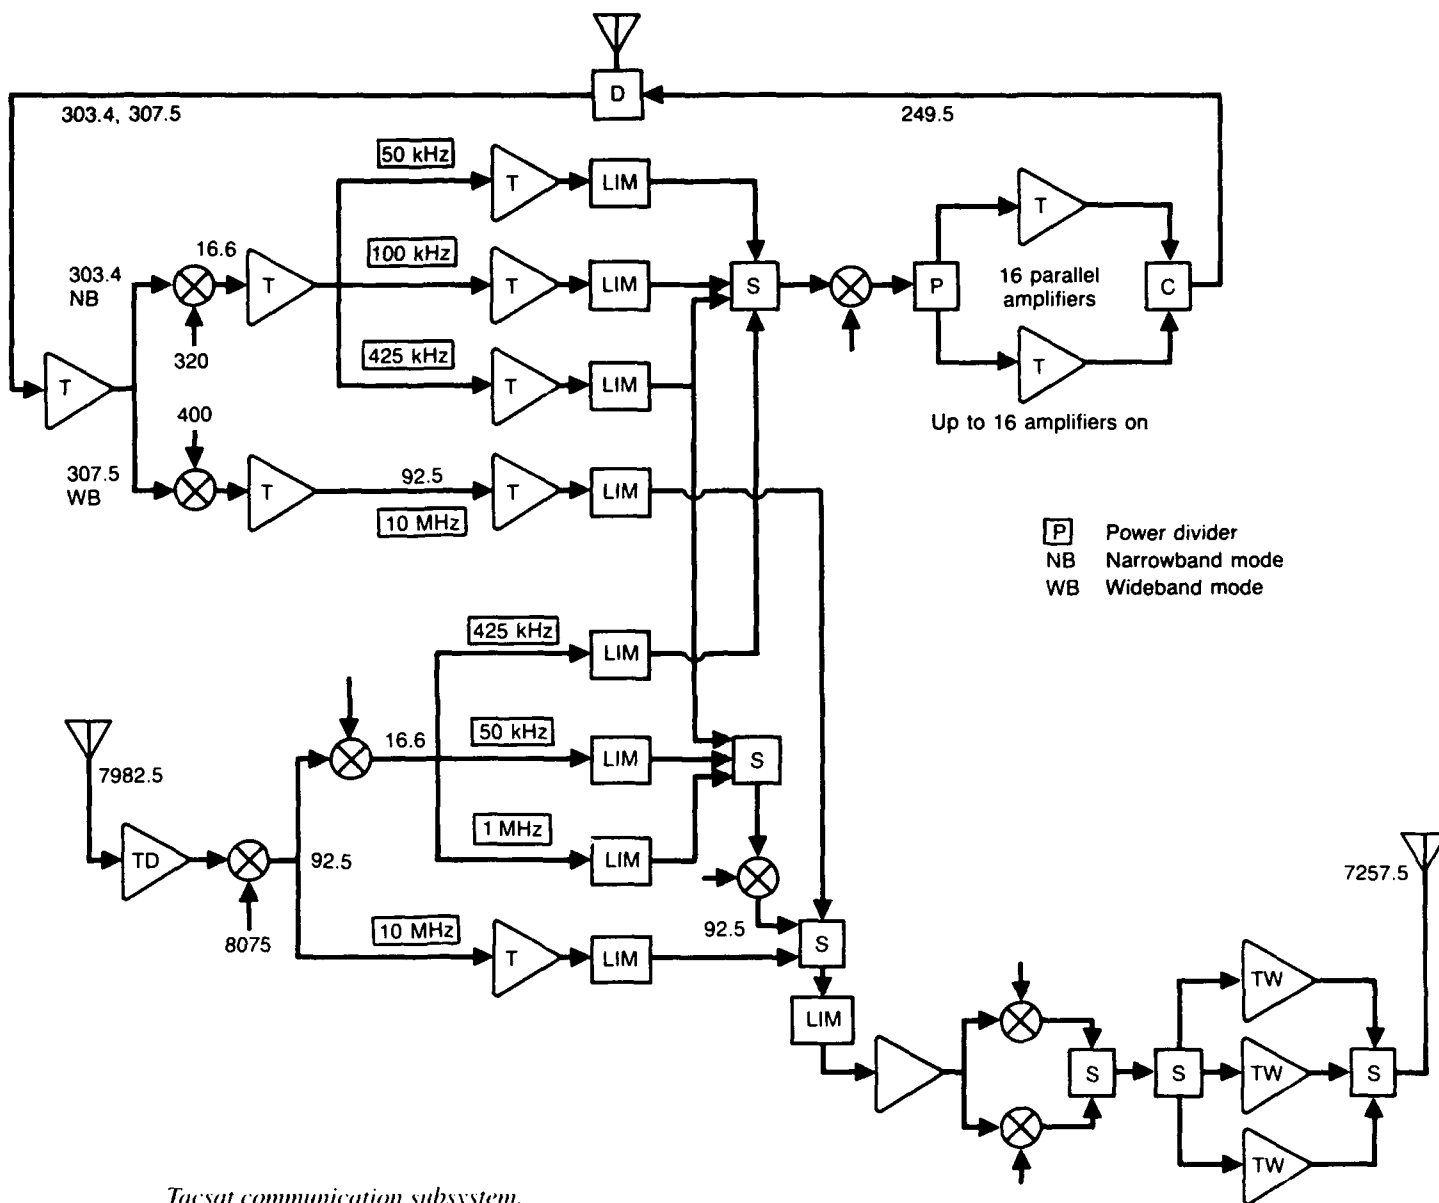 D
303.4, 307.5
249.5
50 kHz
T
LIM
T
16.6
100 kHz
303.4
NB
T
T
LIM
S
P
16 parallel
amplifiers
C
320
425 kHz
T
LIM
T
T
400
Up to 16 amplifiers on
307.5
WB
T
92.5
10 MHz
T
LIM
P Power divider
NB Narrowband mode
WB Wideband mode
425 kHz
LIM
7982.5
16.6
50 kHz
LIM
S
1 MHz
LIM
TD
92.5
8075
7257.5
10 MHz
T
LIM
92.5
S
LIM
TW
S
S
TW
S
TW
Tacsat communication subsystem.